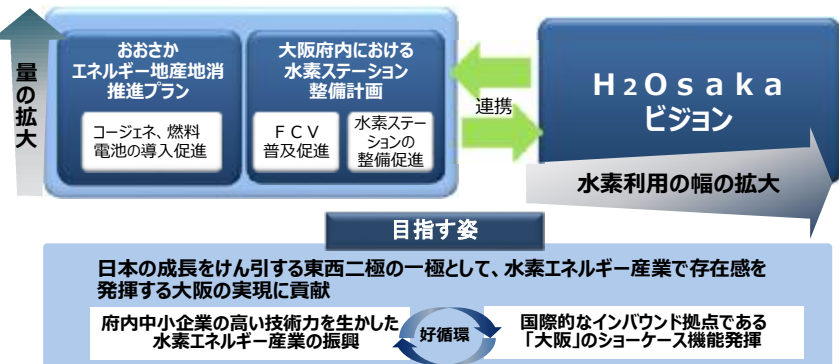 量の拡大
おおさか
エネルギー地産地消
推進プラン
コージェネ、燃料
電池の導入促進
大阪府内における
水素ステーション
整備計画
ＦＣＶ
普及促進
水素ステー
ションの
整備促進
連携
Ｈ２Ｏｓａｋａ
ビジョン
水素利用の幅の拡大
目指す姿
日本の成長をけん引する東西二極の一極として、水素エネルギー産業で存在感を
発揮する大阪の実現に貢献
府内中小企業の高い技術力を生かした
水素エネルギー産業の振興
好循環
国際的なインバウンド拠点である
「大阪」のショーケース機能発揮